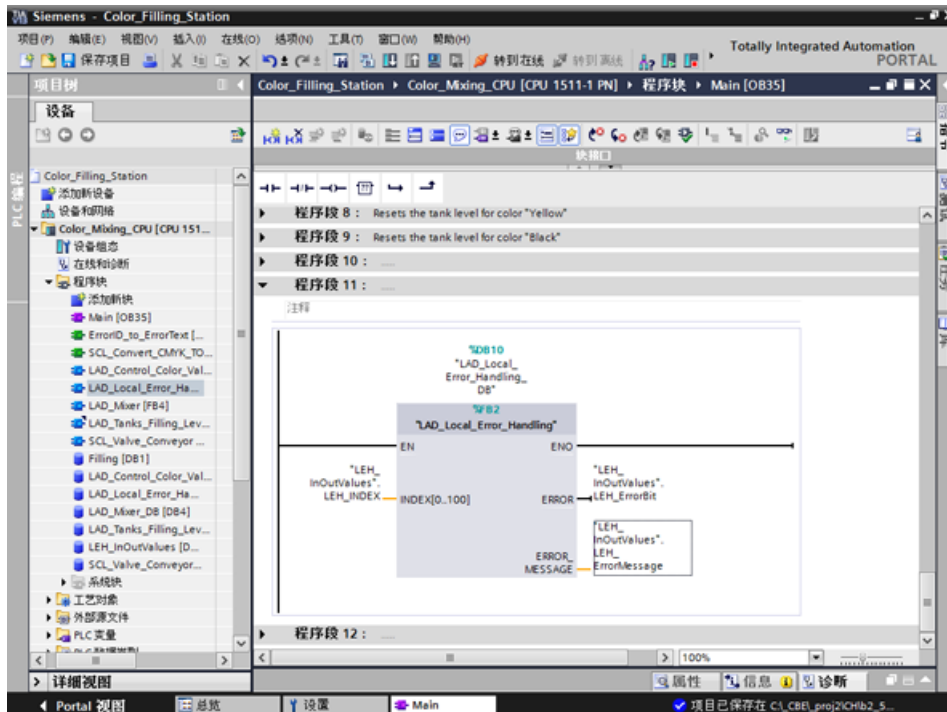 Siemens - Color_Filling_Station
项目(P) 编辑(E) 视图(V) 插入(I) 在线(O) 选项(N) 工具(T) 窗口(W) 帮助(H)
Totally Integrated Automation
PORTAL
保存项目 转到在线 转到离线
项目树
Color_Filling_Station ▸ Color_Mixing_CPU [CPU 1511-1 PN] ▸ 程序块 ▸ Main [OB35]
设备
块接口
PLC 编程
Color_Filling_Station
添加新设备
设备和网络
Color_Mixing_CPU [CPU 151...
设备组态
在线和诊断
程序块
添加新块
Main [OB35]
ErrorID_to_ErrorText [...
SCL_Convert_CMYK_TO...
LAD_Control_Color_Val...
LAD_Local_Error_Ha...
LAD_Mixer [FB4]
LAD_Tanks_Filling_Lev...
SCL_Valve_Conveyor ...
Filling [DB1]
LAD_Control_Color_Val...
LAD_Local_Error_Ha...
LAD_Mixer_DB [DB4]
LAD_Tanks_Filling_Lev...
LEH_InOutValues [D...
SCL_Valve_Conveyor...
系统块
工艺对象
外部源文件
PLC 变量
程序段 8： Resets the tank level for color "Yellow"
程序段 9： Resets the tank level for color "Black"
程序段 10： ....
程序段 11： ....
注释
%DB10
"LAD_Local_
Error_Handling_
DB"
%FB2
"LAD_Local_Error_Handling"
EN ENO
"LEH_
InOutValues".
LEH_INDEX
INDEX[0..100]
ERROR
"LEH_
InOutValues".
LEH_ErrorBit
ERROR_
MESSAGE
"LEH_
InOutValues".
LEH_
ErrorMessage
程序段 12： ....
100%
详细视图
属性 信息 诊断
Portal 视图 总览 设置 Main
项目已保存在 C:\_CBE\_proj2\CH\b2_5...